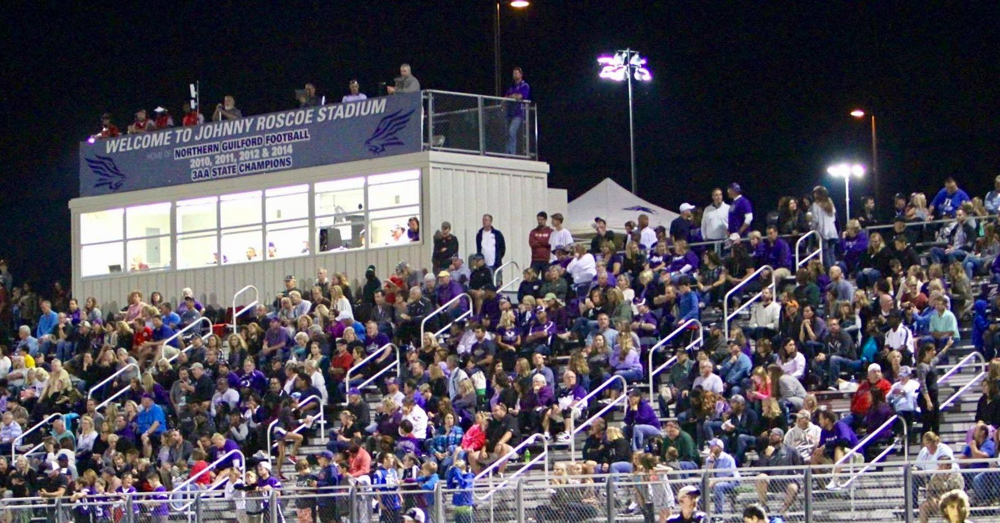 WELCOME TO JOHNNY ROSCOE STADIUM
HOME OF NORTHERN GUILFORD FOOTBALL
2010, 2011, 2012 & 2014
3AA STATE CHAMPIONS